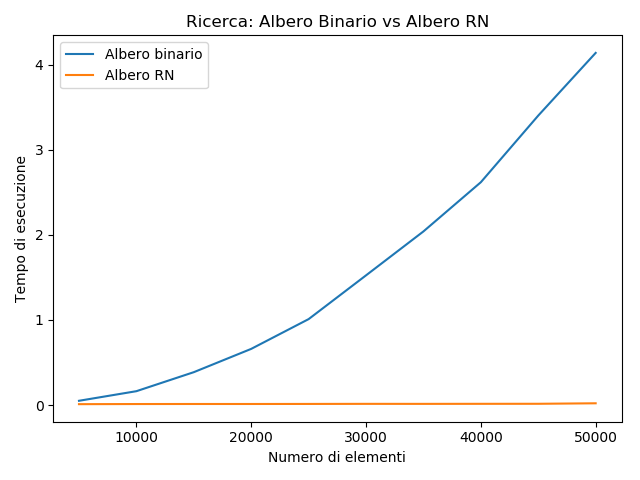 Ricerca: Albero Binario vs Albero RN
Albero binario
Albero RN
Tempo di esecuzione
4
3
2
1
0
10000 20000 30000 40000 50000
Numero di elementi